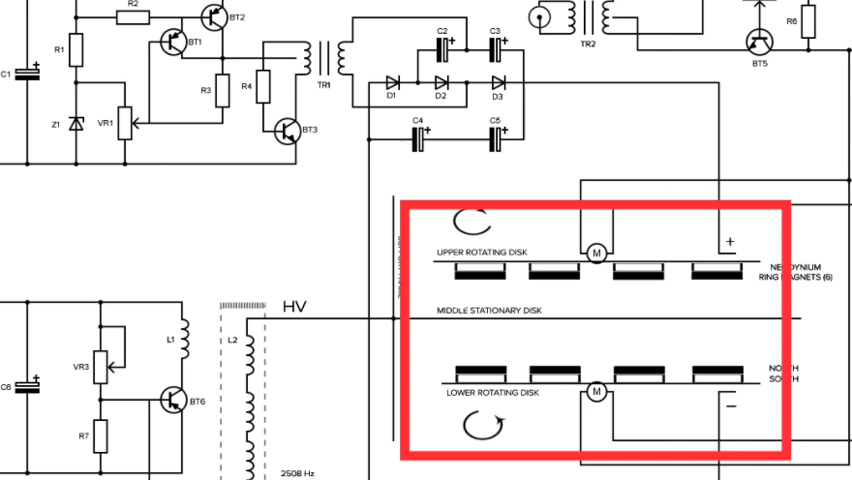 R2
BT2
BT1
R1
C1
Z1
VR1
R3
R4
TR1
BT3
C2
C3
D1
D2
D3
C4
C5
TR2
R6
BT5
+
UPPER ROTATING DISK
M
RING
(6)
MIDDLE STATIONARY DISK
LOWER ROTATING DISK
M
−
HV
L1
L2
VR3
C6
BT6
R7
2508 Hz